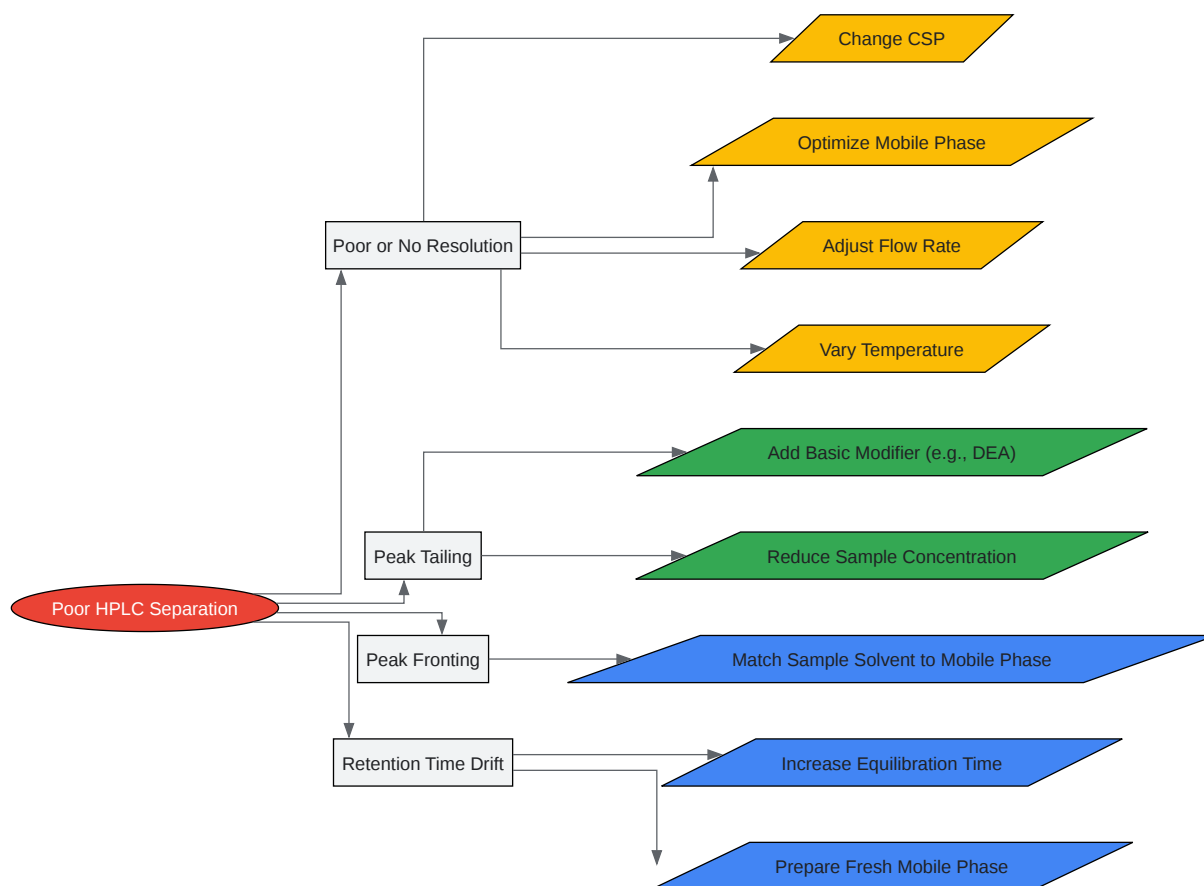 Change CSP
Optimize Mobile Phase
Poor or No Resolution
Adjust Flow Rate
Vary Temperature
Add Basic Modifier (e.g., DEA)
Peak Tailing
Reduce Sample Concentration
Poor HPLC Separation
Peak Fronting
Match Sample Solvent to Mobile Phase
Retention Time Drift
Increase Equilibration Time
Prepare Fresh Mobile Phase